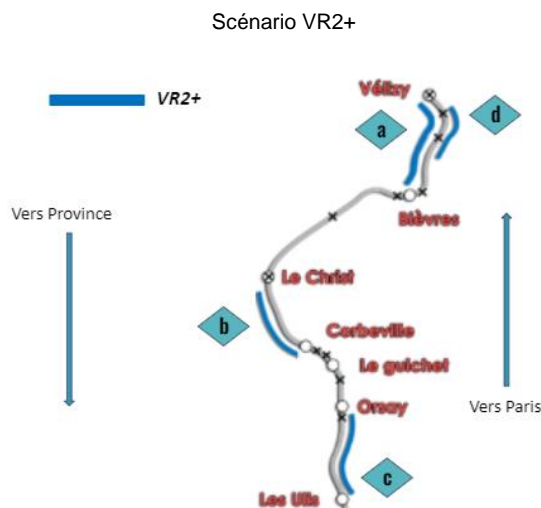 Scénario VR2+
VR2+
Vélizy
d
a
Vers Province
Bièvres
Le Christ
b
Corbeville
Le guichet
Orsay
Vers Paris
c
Les Ulis